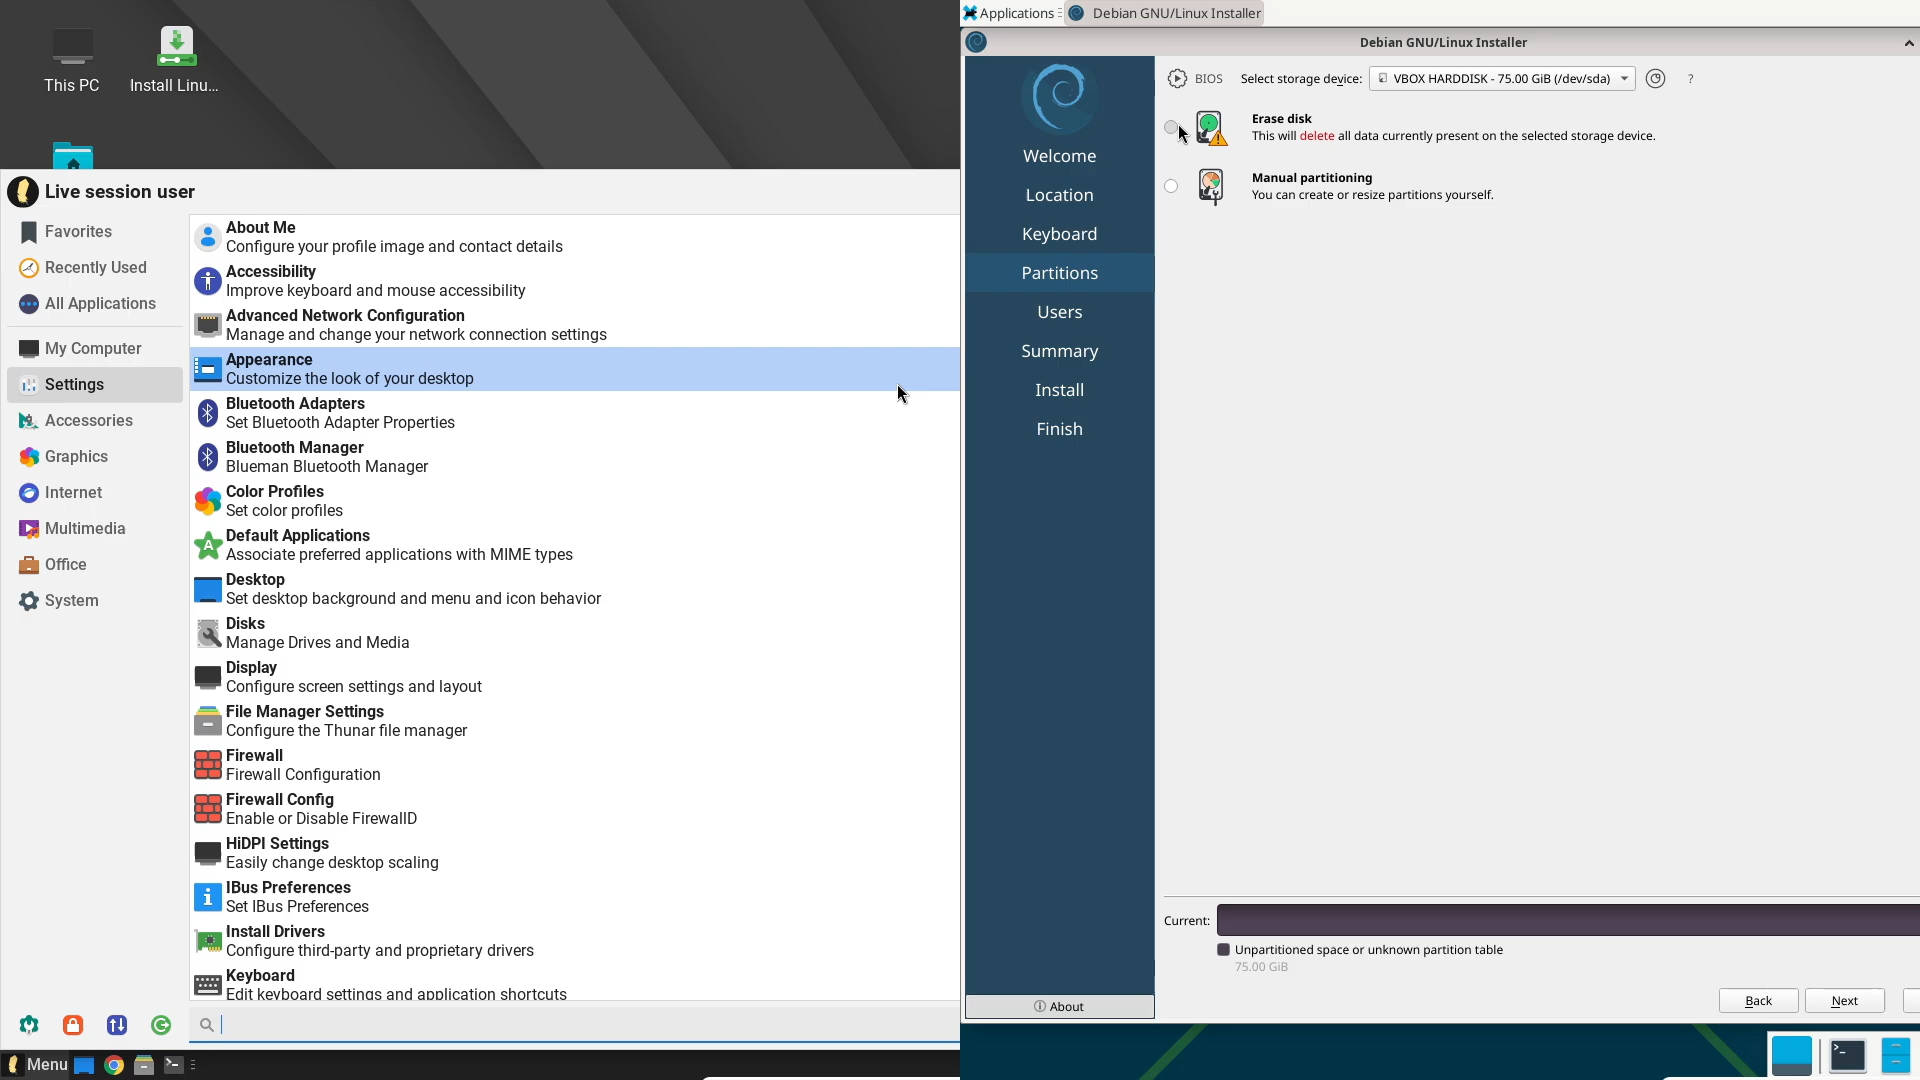 This PC
Install Linu...
Live session user
Favorites
Recently Used
All Applications
My Computer
Settings
Accessories
Graphics
Internet
Multimedia
Office
System
About Me
Configure your profile image and contact details
Accessibility
Improve keyboard and mouse accessibility
Advanced Network Configuration
Manage and change your network connection settings
Appearance
Customize the look of your desktop
Bluetooth Adapters
Set Bluetooth Adapter Properties
Bluetooth Manager
Blueman Bluetooth Manager
Color Profiles
Set color profiles
Default Applications
Associate preferred applications with MIME types
Desktop
Set desktop background and menu and icon behavior
Disks
Manage Drives and Media
Display
Configure screen settings and layout
File Manager Settings
Configure the Thunar file manager
Firewall
Firewall Configuration
Firewall Config
Enable or Disable FirewallD
HiDPI Settings
Easily change desktop scaling
IBus Preferences
Set IBus Preferences
Install Drivers
Configure third-party and proprietary drivers
Keyboard
Edit keyboard settings and application shortcuts
Menu
Applications
Debian GNU/Linux Installer
Debian GNU/Linux Installer
Welcome
Location
Keyboard
Partitions
Users
Summary
Install
Finish
About
BIOS
Select storage device:
VBOX HARDDISK - 75.00 GiB (/dev/sda)
?
Erase disk
This will delete all data currently present on the selected storage device.
Manual partitioning
You can create or resize partitions yourself.
Current:
Unpartitioned space or unknown partition table
75.00 GiB
Back
Next